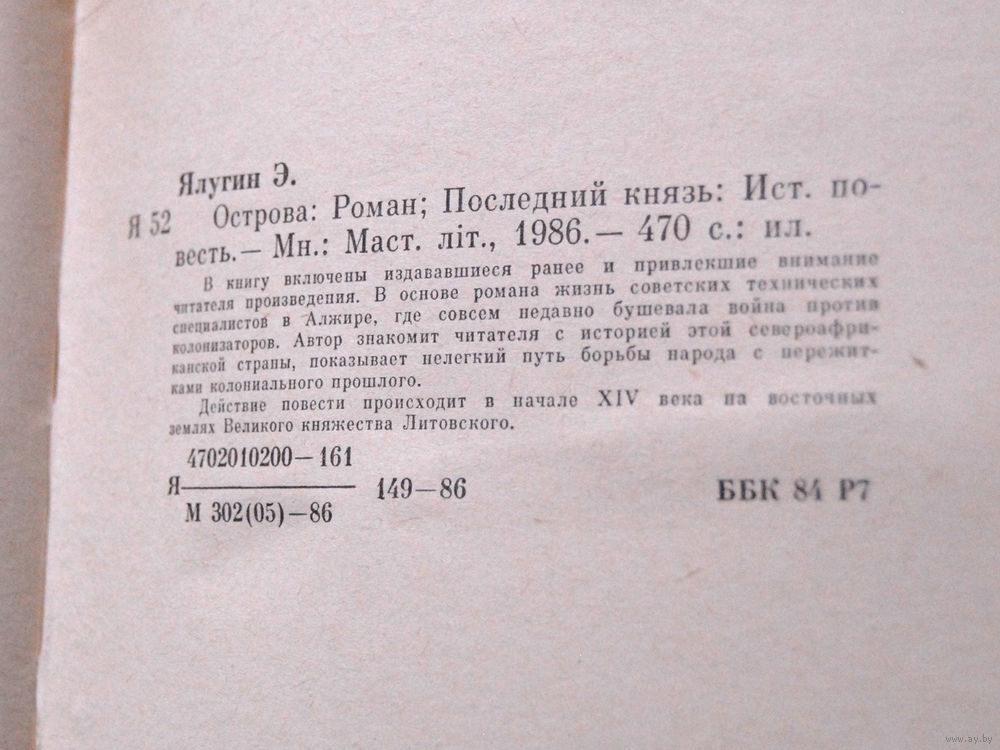 Ялугин Э.
Я 52 Острова: Роман; Последний князь: Ист. по-
весть.— Мн.: Маст. літ., 1986.— 470 с.: ил.
В книгу включены издававшиеся ранее и привлекшие внимание
читателя произведения. В основе романа жизнь советских технических
специалистов в Алжире, где совсем недавно бушевала война против
колонизаторов. Автор знакомит читателя с историей этой североафри-
канской страны, показывает нелегкий путь борьбы народа с пережит-
ками колониального прошлого.
Действие повести происходит в начале XIV века на восточных
землях Великого княжества Литовского.
4702010200—161
Я 149—86 ББК 84 Р7
М 302(05)—86
www.ay.by